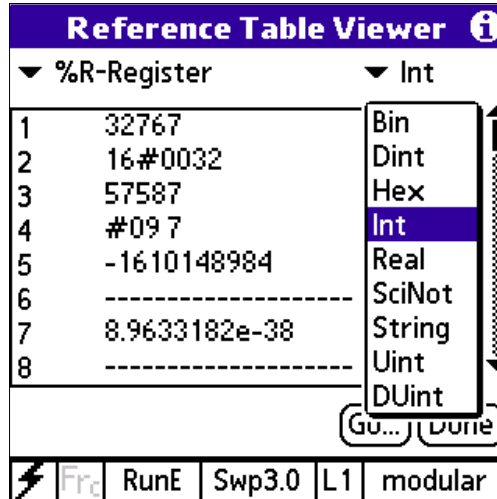 Reference Table Viewer i
%R-Register Int
1 32767
2 16#0032
3 57587
4 #09 7
5 -1610148984
6 --------------------
7 8.9633182e-38
8 --------------------
Bin
Dint
Hex
Int
Real
SciNot
String
Uint
DUint
Go... Done
Frc RunE Swp3.0 L1 modular